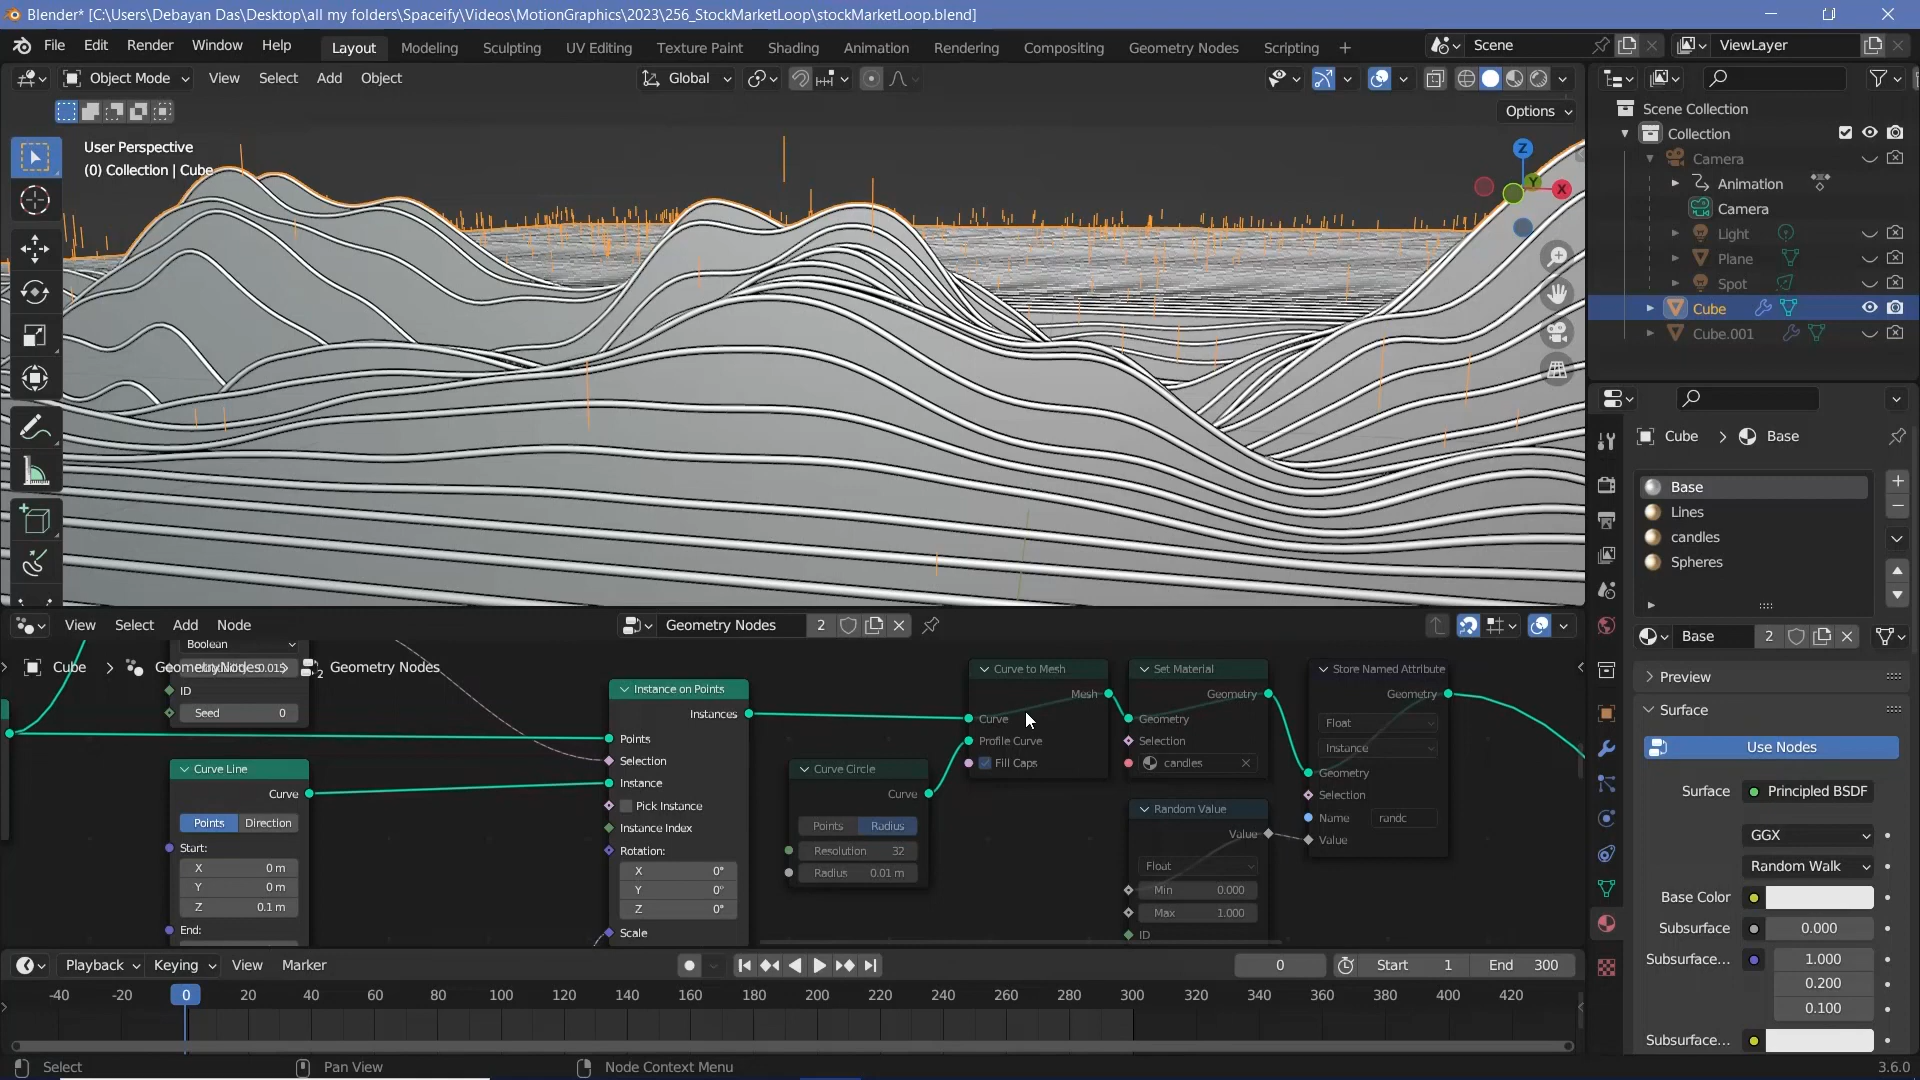 Blender* [C:\Users\Debayan Das\Desktop\all my folders\Spaceify\Videos\MotionGraphics\2023\256_StockMarketLoop\stockMarketLoop.blend]
File Edit Render Window Help Layout Modeling Sculpting UV Editing Texture Paint Shading Animation Rendering Compositing Geometry Nodes Scripting + Scene ViewLayer
Object Mode View Select Add Object Global
Options
User Perspective
(0) Collection | Cube
Z
Y
X
Scene Collection
Collection
Camera
Animation
Camera
Light
Plane
Spot
Cube
Cube.001
Cube > Base
Base
Lines
candles
Spheres
Base 2
Preview
Surface
Use Nodes
Surface Principled BSDF
GGX
Random Walk
Base Color
Subsurface 0.000
Subsurface... 1.000
0.200
0.100
Subsurface...
View Select Add Node Geometry Nodes 2
Cube > GeometryNodes > 2 Geometry Nodes
Boolean
0.015
ID
Seed 0
Curve Line
Curve
Points Direction
Start:
X 0 m
Y 0 m
Z 0.1 m
End:
Instance on Points
Instances
Points
Selection
Instance
Pick Instance
Instance Index
Rotation:
X 0°
Y 0°
Z 0°
Scale
Curve Circle
Curve
Points Radius
Resolution 32
Radius 0.01 m
Curve to Mesh
Mesh
Curve
Profile Curve
Fill Caps
Set Material
Geometry
Geometry
Selection
candles
Random Value
Value
Float
Min 0.000
Max 1.000
ID
Store Named Attribute
Geometry
Float
Instance
Geometry
Selection
Name randc
Value
Playback Keying View Marker 0 Start 1 End 300
-40 -20 0 20 40 60 80 100 120 140 160 180 200 220 240 260 280 300 320 340 360 380 400 420
Select Pan View Node Context Menu 3.6.0